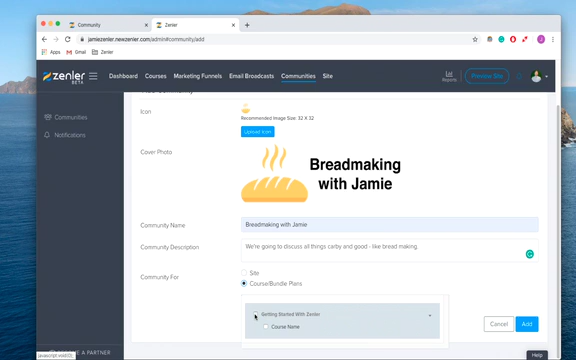 Community
Zenler
jamiezenler.newzenler.com/admin#community/add
Apps
Gmail
Zenler
zenler
BETA
Dashboard
Courses
Marketing Funnels
Email Broadcasts
Communities
Site
Reports
Preview Site
Communities
Notifications
Icon
Recommended Image Size: 32 X 32
Upload Icon
Cover Photo
Breadmaking
with Jamie
Community Name
Breadmaking with Jamie
Community Description
We're going to discuss all things carby and good - like bread making.
Community For
Site
Course/Bundle Plans
Getting Started With Zenler
Course Name
Cancel
Add
E A PARTNER
Help